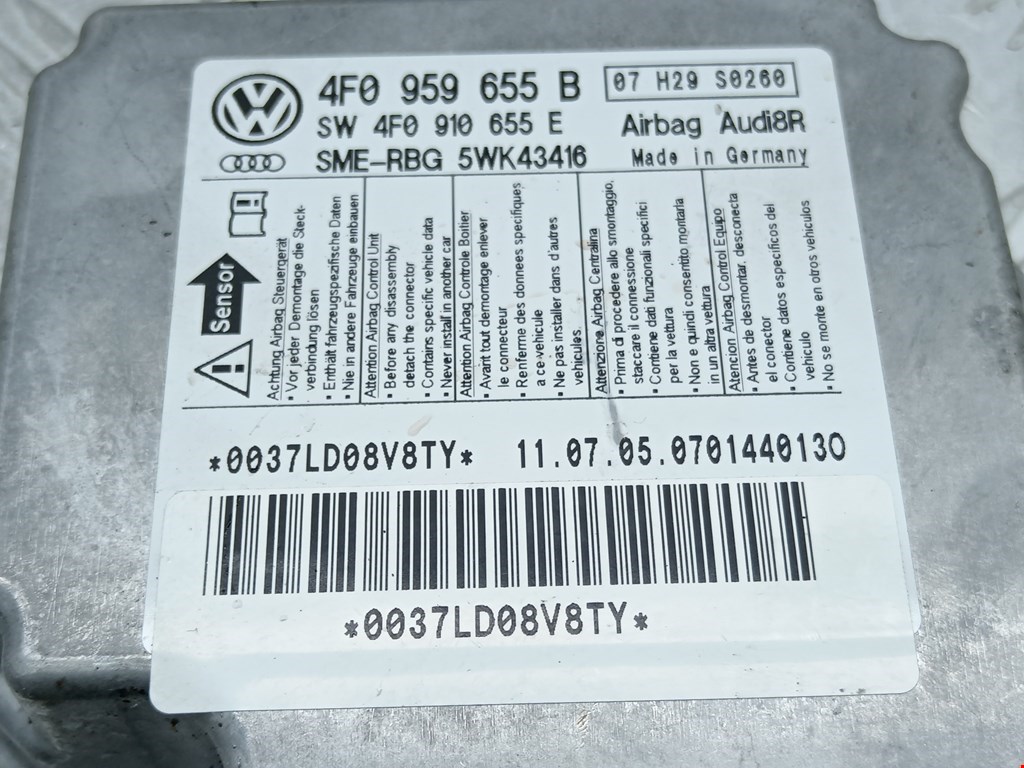 4F0 959 655 B
07 H29 S0260
SW 4F0 910 655 E
Airbag Audi8R
SME-RBG 5WK43416
Made in Germany
Sensor
Achtung Airbag Steuergerät
• Vor jeder Demontage die Steck-
verbindung lösen
• Enthält fahrzeugspezifische Daten
• Nie in andere Fahrzeuge einbauen
Attention Airbag Control Unit
• Before any disassembly
detach the connector
• Contains specific vehicle data
• Never install in another car
Attention Airbag Controle Boitier
• Avant tout demontage enlever
le connecteur
• Renferme des donnees specifiques
a ce vehicule
• Ne pas installer dans d'autres
vehicules.
Attenzione Airbag Centralina
• Prima di procedere allo smontaggio,
staccare il connessione
• Contiene dati funzionali specifici
per la vettura
• Non e quindi consentito montarla
in un altra vettura
Atencion Airbag Control Equipo
• Antes de desmontar, desconecta
el conector
• Contiene datos especificos del
vehiculo
• No se monte en otros vehiculos
*0037LD08V8TY*
11.07.05.0701440130
*0037LD08V8TY*